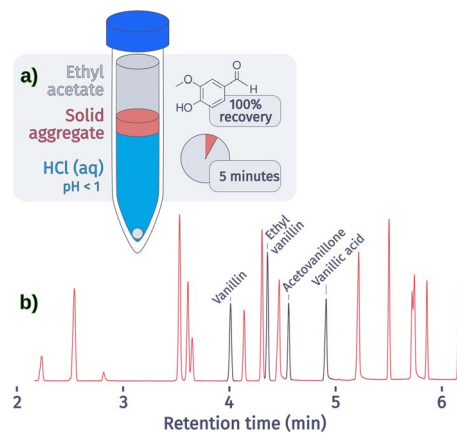 a)
Ethyl
acetate
Solid
aggregate
HCl (aq)
pH < 1
O
O
H
HO
100%
recovery
5 minutes
b)
Vanillin
Ethyl
vanillin
Acetovanillone
Vanillic acid
2 3 4 5 6
Retention time (min)